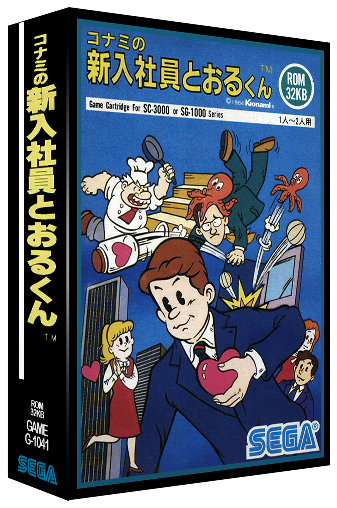 コナミの
新入社員とおるくん
TM
ROM
32KB
GAME
G-1041
SEGA
コナミの
新入社員とおるくん
TM
© 1984 Konami®
ROM
32KB
Game Cartridge For SC-3000 or SG-1000 Series
1人〜2人用
SEGA®